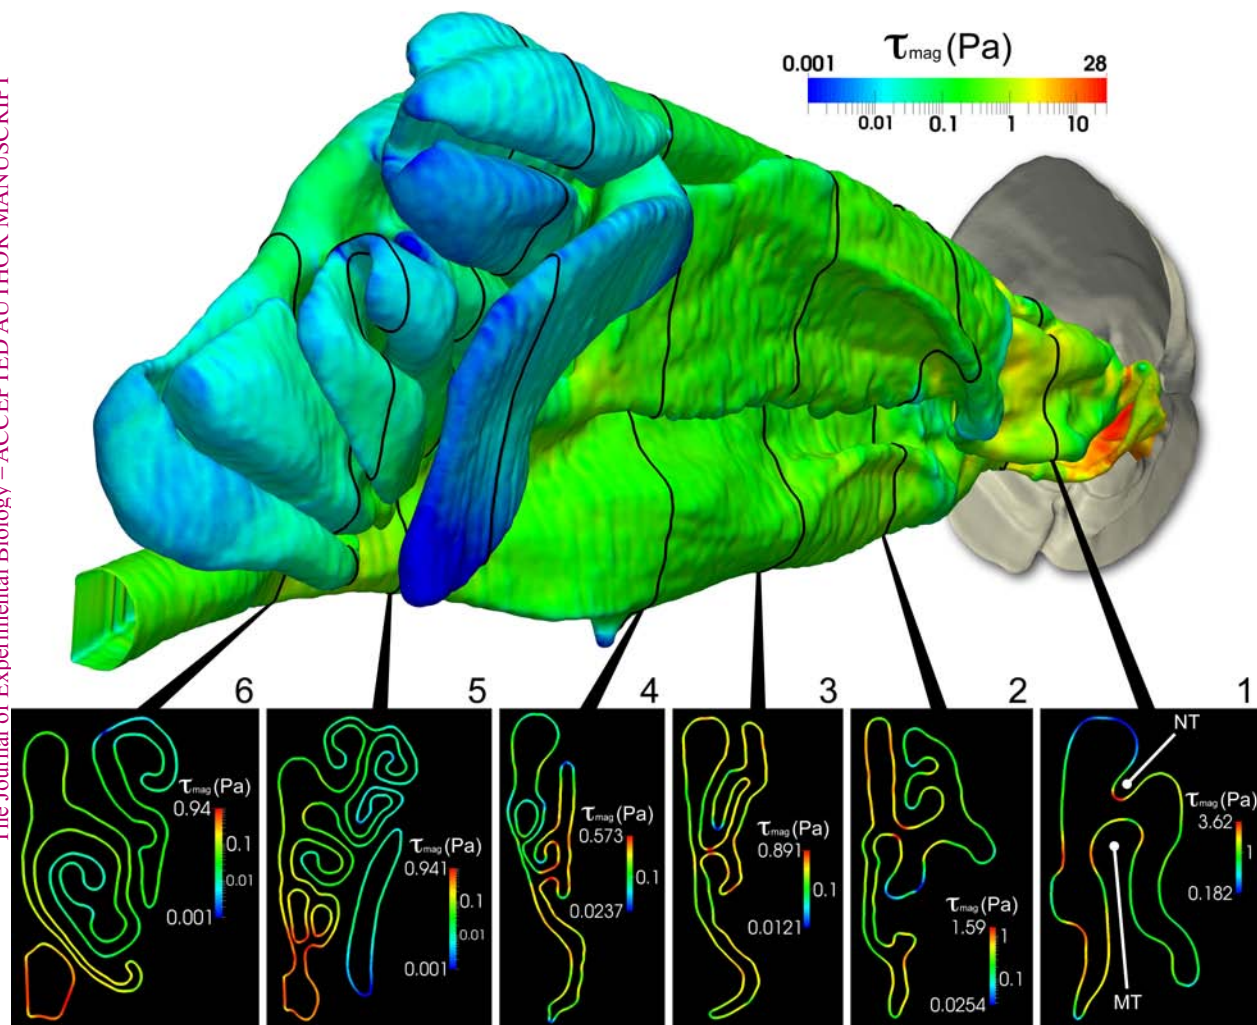 The Journal of Experimental Biology – ACCEPTED AUTHOR MANUSCRIPT
τmag (Pa)
0.001 28
0.01 0.1 1 10
6 5 4 3 2 1
τmag (Pa)
0.94
0.1
0.01
0.001
τmag (Pa)
0.941
0.1
0.01
0.001
τmag (Pa)
0.573
0.1
0.0237
τmag (Pa)
0.891
0.1
0.0121
τmag (Pa)
1.59
1
0.1
0.0254
NT
τmag (Pa)
3.62
1
0.182
MT